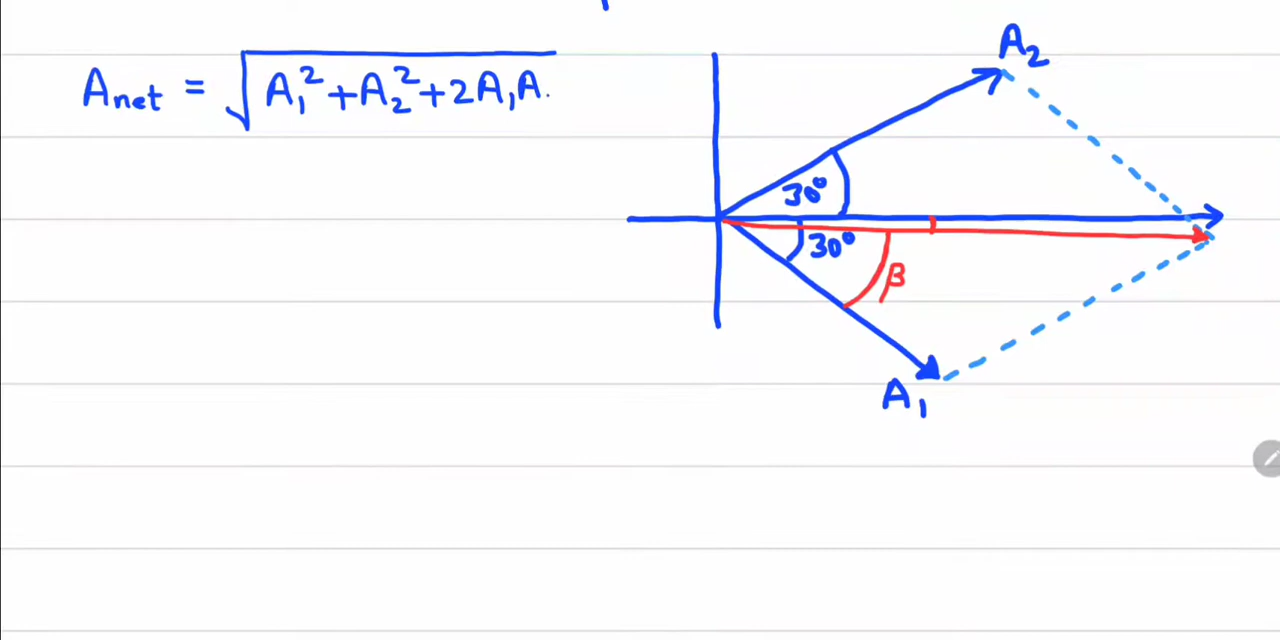 A₂
Aₙₑₜ = √(A₁² + A₂² + 2A₁A.
30°
30°
β
A₁